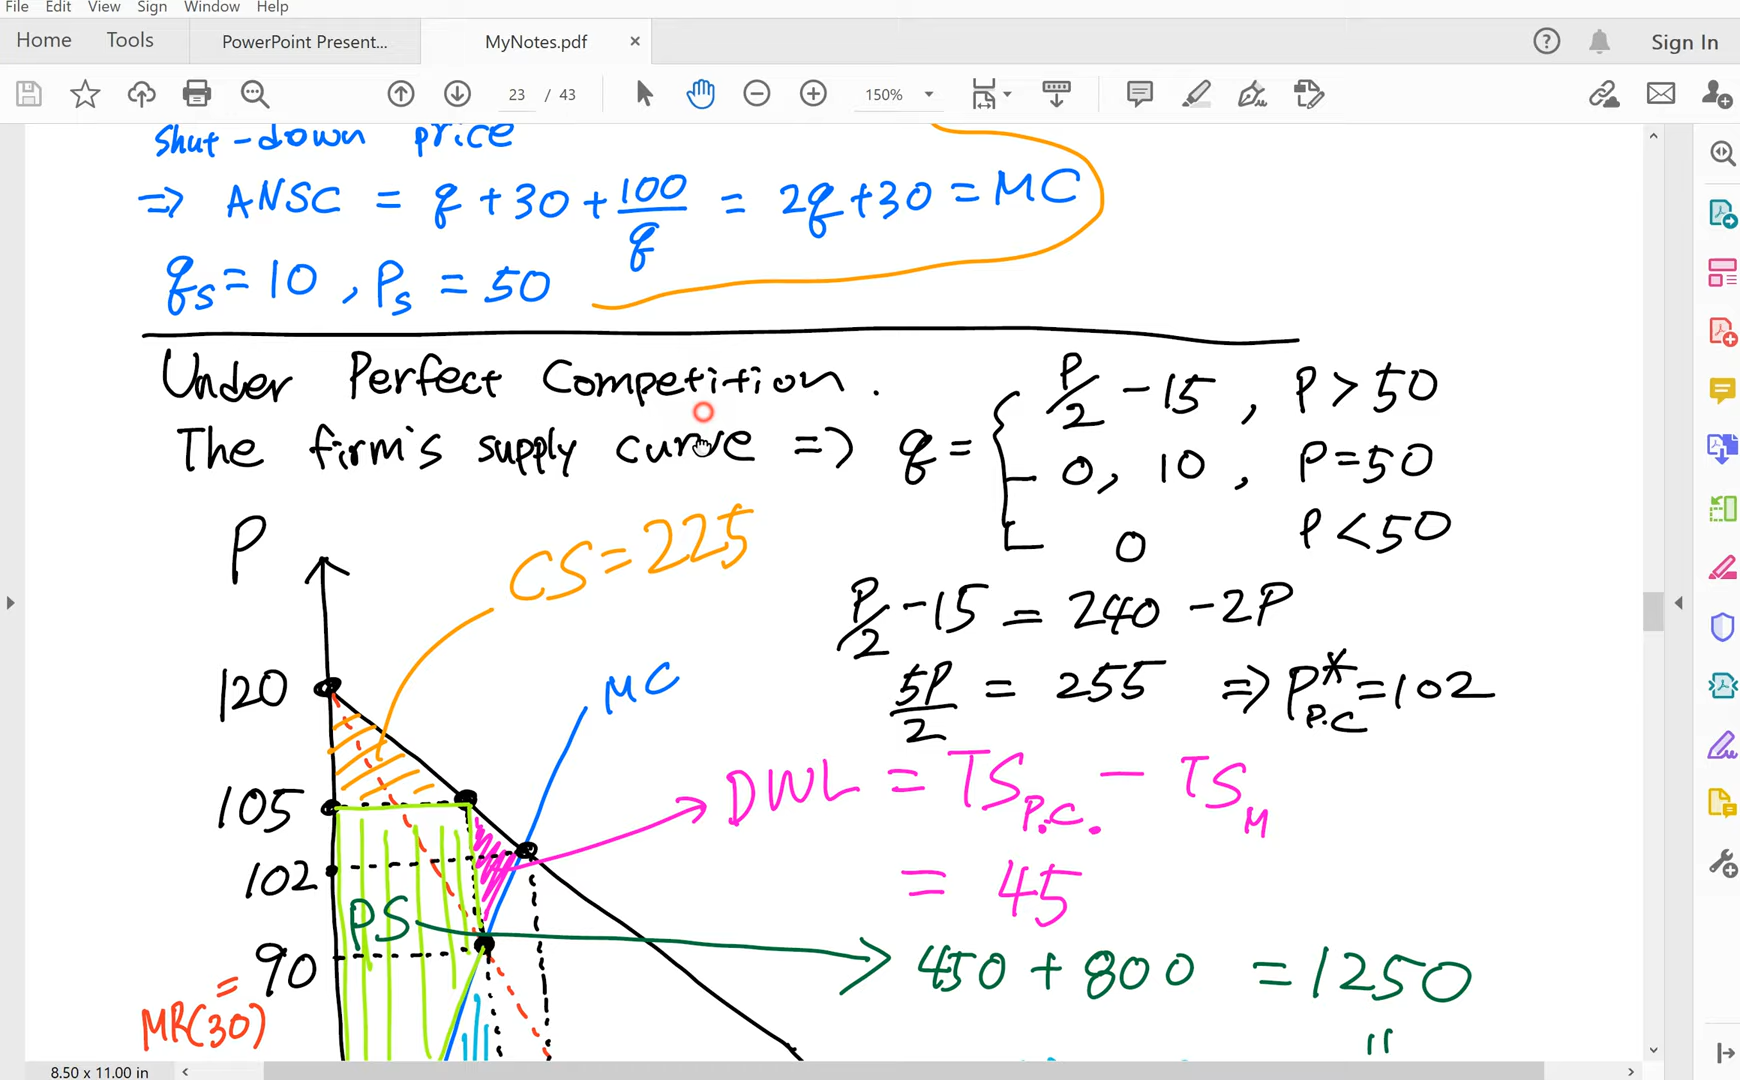 File Edit View Sign Window Help
Home Tools PowerPoint Present... MyNotes.pdf × Sign In
23 / 43 150%
shut-down price
⇒ ANSC = q + 30 + 100/q = 2q + 30 = MC
qs = 10, Ps = 50
Under Perfect Competition.
The firm's supply curve ⇒ q =
P/2 - 15, P > 50
0, 10, P = 50
0 P < 50
P
CS = 225
P/2 - 15 = 240 - 2P
5P/2 = 255 ⇒ P*P.C = 102
120
MC
105
DWL = TSP.C. - TSM
= 45
102
PS
450 + 800 = 1250
90
=
MR(30)
8.50 x 11.00 in